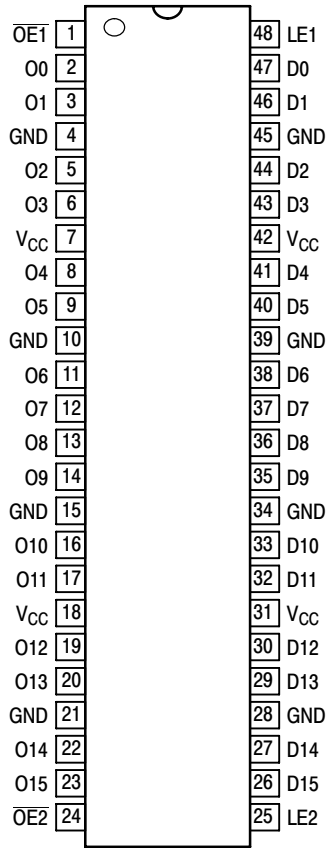 O̅E̅1̅ 1 48 LE1
O0 2 47 D0
O1 3 46 D1
GND 4 45 GND
O2 5 44 D2
O3 6 43 D3
VCC 7 42 VCC
O4 8 41 D4
O5 9 40 D5
GND 10 39 GND
O6 11 38 D6
O7 12 37 D7
O8 13 36 D8
O9 14 35 D9
GND 15 34 GND
O10 16 33 D10
O11 17 32 D11
VCC 18 31 VCC
O12 19 30 D12
O13 20 29 D13
GND 21 28 GND
O14 22 27 D14
O15 23 26 D15
O̅E̅2̅ 24 25 LE2